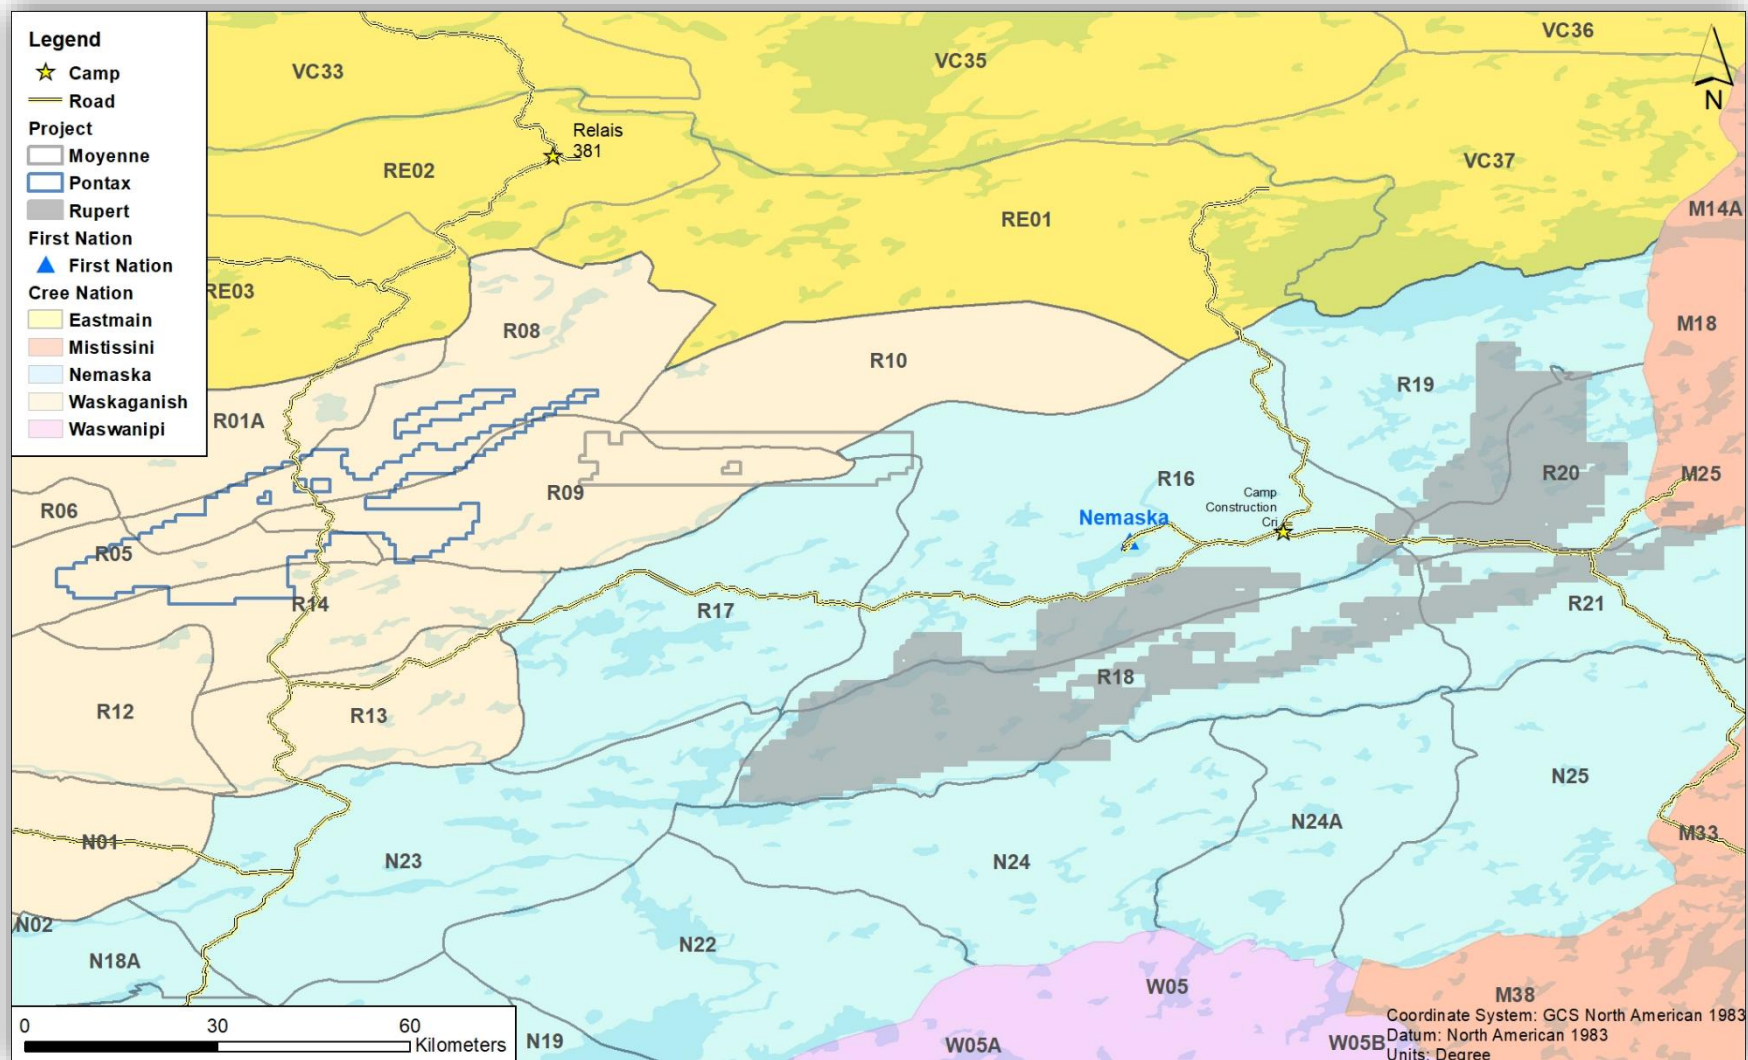 Legend
Camp
Road
Project
Moyenne
Pontax
Rupert
First Nation
First Nation
Cree Nation
Eastmain
Mistissini
Nemaska
Waskaganish
Waswanipi
VC33
VC35
VC36
N
Relais
381
RE02
VC37
RE01
M14A
RE03
R08
M18
R10
R19
R01A
R16
R20
M25
R09
R06
Camp
Construction
Cri
Nemaska
R05
R14
R17
R21
R18
R12
R13
N25
N24A
M33
N01
N23
N24
N02
N22
N18A
W05
M38
Coordinate System: GCS North American 1983
Datum: North American 1983
Units: Degree
0 30 60
Kilometers
N19
W05A
W05B